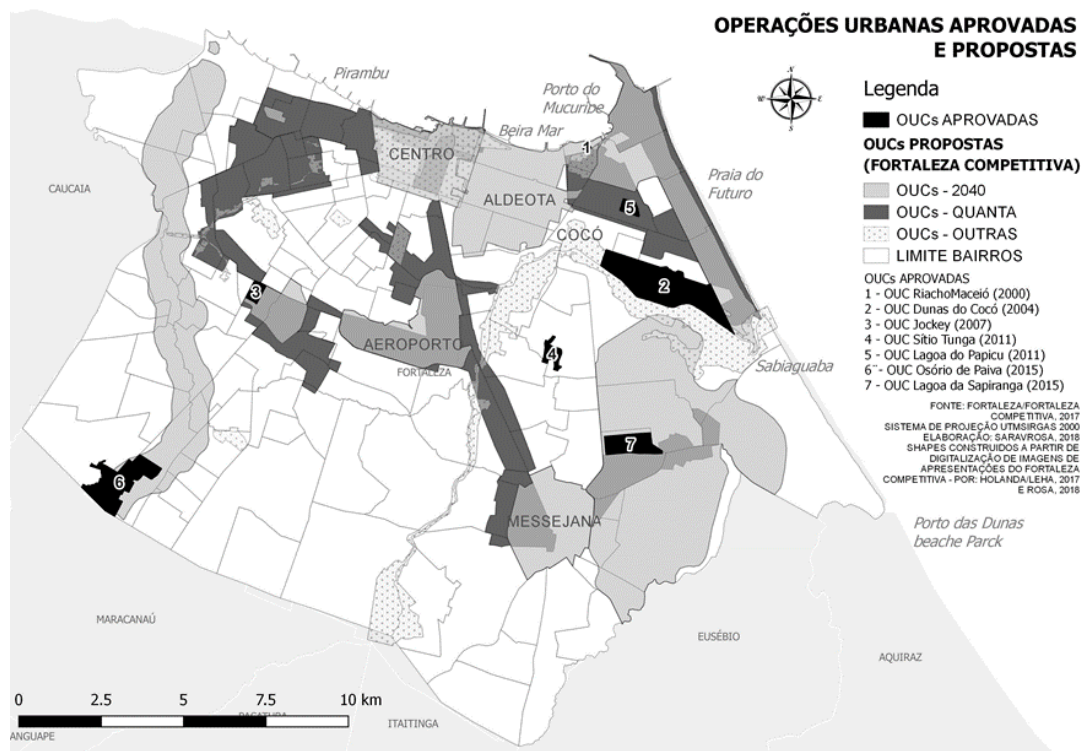 OPERAÇÕES URBANAS APROVADAS
E PROPOSTAS
Legenda
OUCs APROVADAS
OUCs PROPOSTAS
(FORTALEZA COMPETITIVA)
OUCs - 2040
OUCs - QUANTA
OUCs - OUTRAS
LIMITE BAIRROS
OUCs APROVADAS
1 - OUC RiachoMaceió (2000)
2 - OUC Dunas do Cocó (2004)
3 - OUC Jockey (2007)
4 - OUC Sítio Tunga (2011)
5 - OUC Lagoa do Papicu (2011)
6¨- OUC Osório de Paiva (2015)
7 - OUC Lagoa da Sapiranga (2015)
FONTE: FORTALEZA/FORTALEZA
COMPETITIVA, 2017
SISTEMA DE PROJEÇÃO UTMSIRGAS 2000
ELABORAÇÃO: SARAVROSA, 2018
SHAPES CONSTRUIDOS A PARTIR DE
DIGITALIZAÇÃO DE IMAGENS DE
APRESENTAÇÕES DO FORTALEZA
COMPETITIVA - POR: HOLANDA/LEHA, 2017
E ROSA, 2018
N
W E
S
Pirambu
Porto do
Mucuripe
Beira Mar
1
CENTRO
CAUCAIA
Praia do
Futuro
ALDEOTA
5
COCÓ
2
3
AEROPORTO
4
FORTALEZA
Sabiaguaba
7
6
MESSEJANA
Porto das Dunas
beache Parck
MARACANAÚ
EUSÉBIO
AQUIRAZ
0 2.5 5 7.5 10 km
ITAITINGA
ANGUAPE